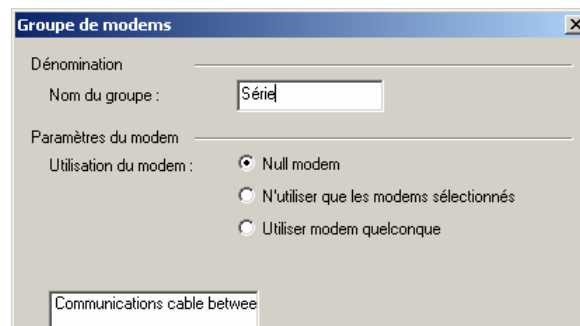 Groupe de modems
Dénomination
Nom du groupe :
Série
Paramètres du modem
Utilisation du modem :
Null modem
N'utiliser que les modems sélectionnés
Utiliser modem quelconque
Communications cable betwee